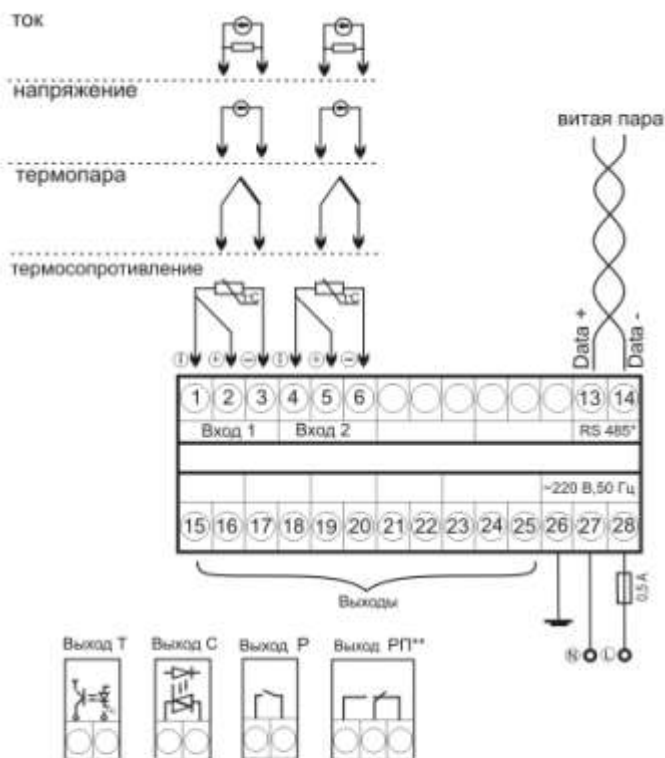 ток
напряжение
термопара
термосопротивление
витая пара
Data +
Data -
t°C t°C
I + − I + −
1 2 3 4 5 6 13 14
Вход 1 Вход 2 RS 485*
~220 В,50 Гц
15 16 17 18 19 20 21 22 23 24 25 26 27 28
Выходы
0,5 А
N L
Выход Т Выход С Выход Р Выход РП**